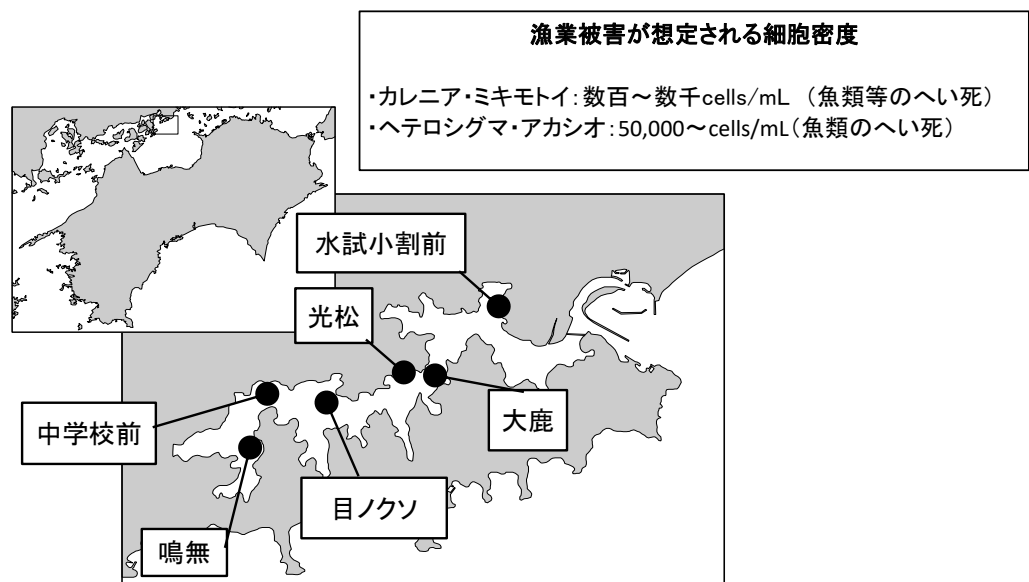 漁業被害が想定される細胞密度
・カレニア・ミキモトイ：数百～数千cells/mL （魚類等のへい死）
・ヘテロシグマ・アカシオ：50,000～cells/mL（魚類のへい死）
水試小割前
光松
大鹿
中学校前
目ノクソ
鳴無